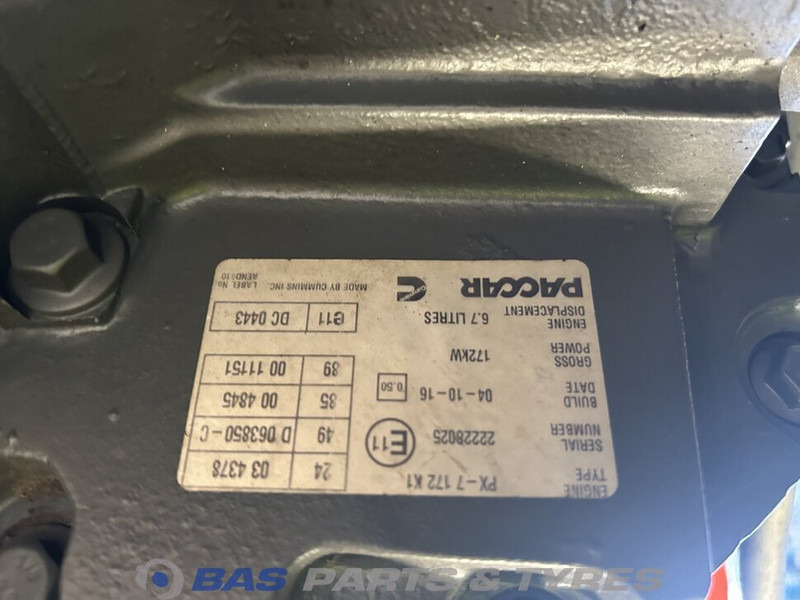 PACCAR
MADE BY CUMMINS INC.
LABEL No.
ENGINE DISPLACEMENT 6.7 LITRES
e11 DC 0443
GROSS POWER 172kW
39 00 11151
BUILD DATE 04-10-16 0.50
35 00 4845
SERIAL NUMBER 22228025 E11
49 D 063850-C
ENGINE TYPE PX-7 172 K1
24 03 4378
BAS PARTS & TYRES